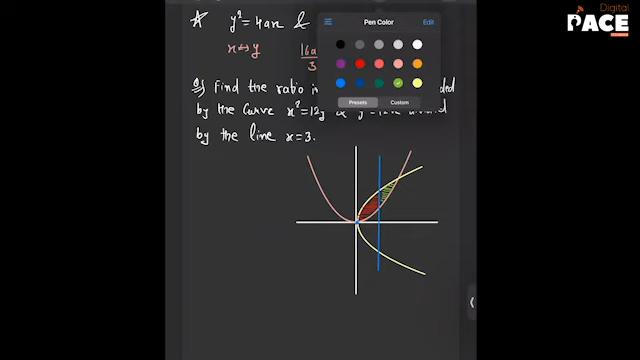 Digital
PACE
Pen Color
Edit
y² = 4ax &
x ↔ y
16a
3
Q) Find the ratio in
by the curve x² = 12y &
by the line x = 3.
Presets
Custom